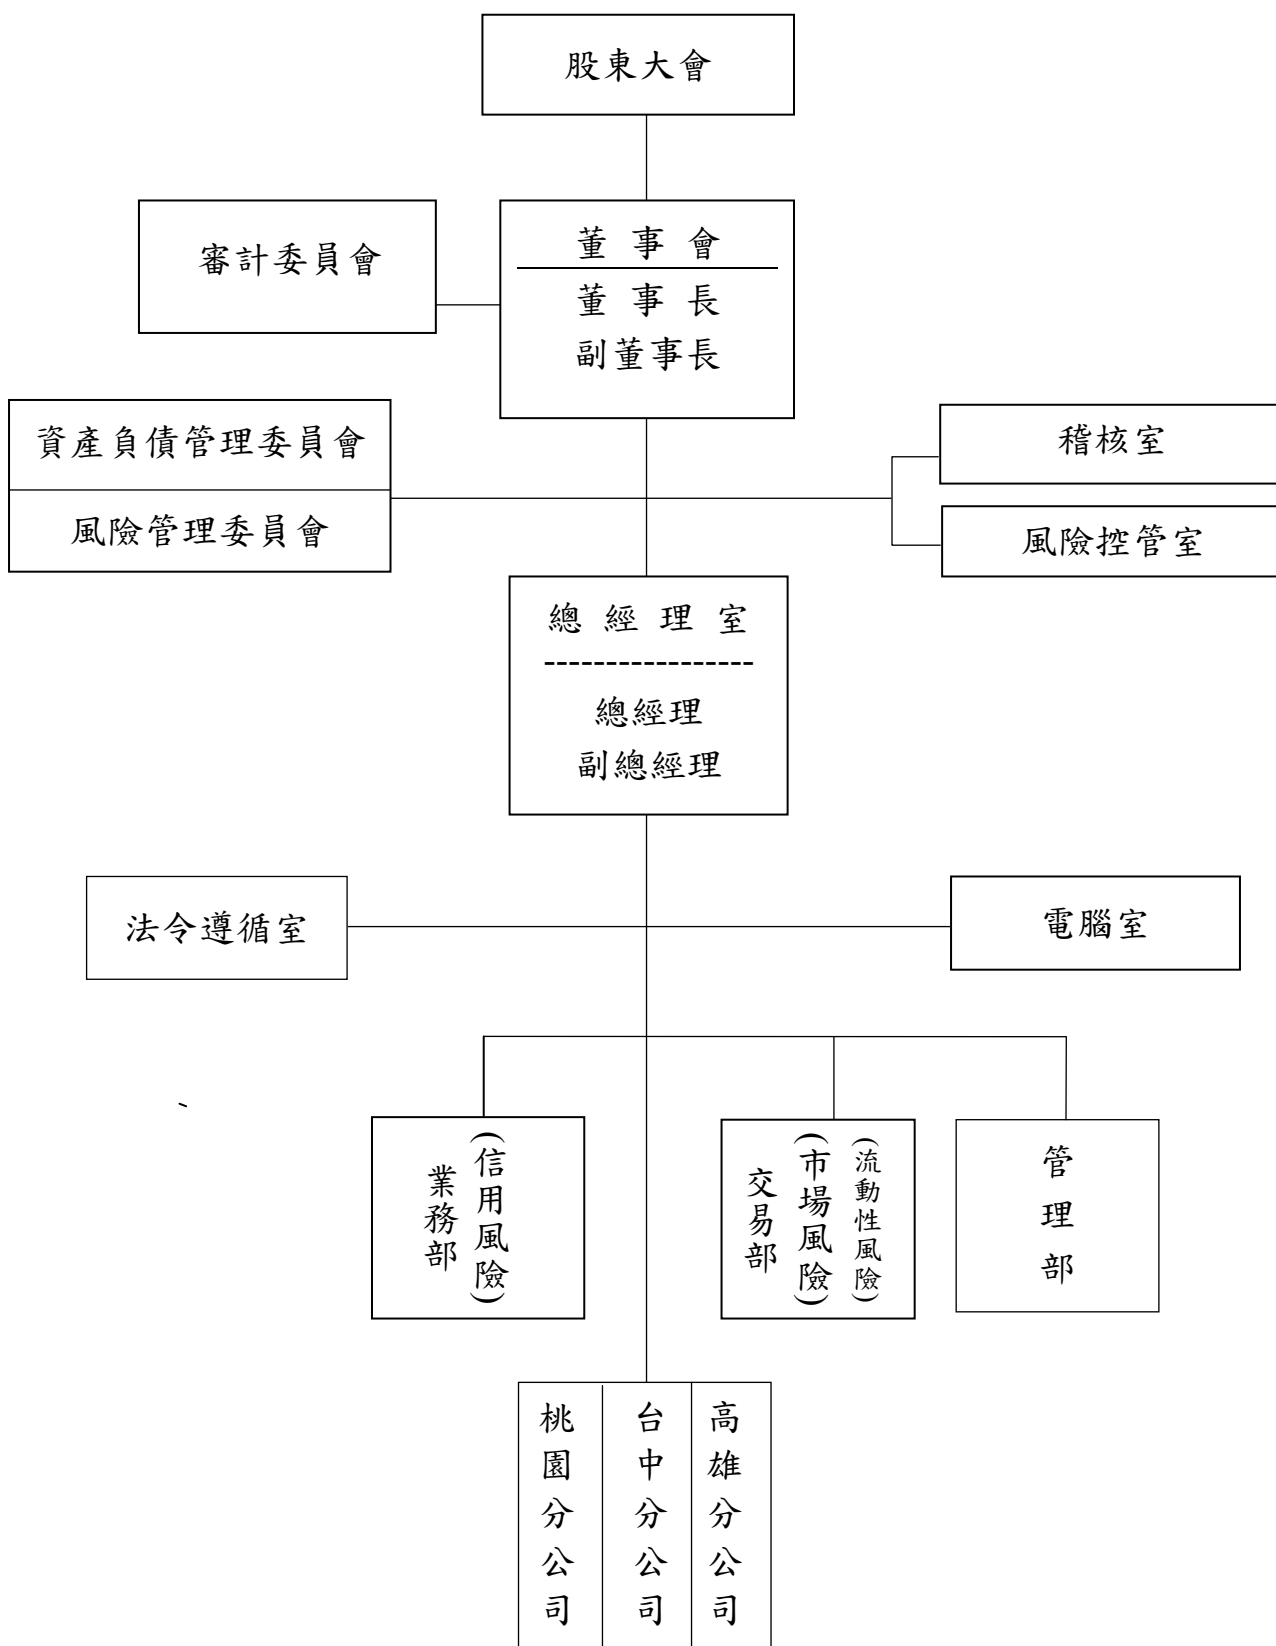 股東大會
審計委員會
董事會
董事長
副董事長
資產負債管理委員會
風險管理委員會
稽核室
風險控管室
總經理室
-----------------
總經理
副總經理
法令遵循室
電腦室
業務部
(信用風險)
交易部
(市場風險)
(流動性風險)
管理部
桃園分公司
台中分公司
高雄分公司